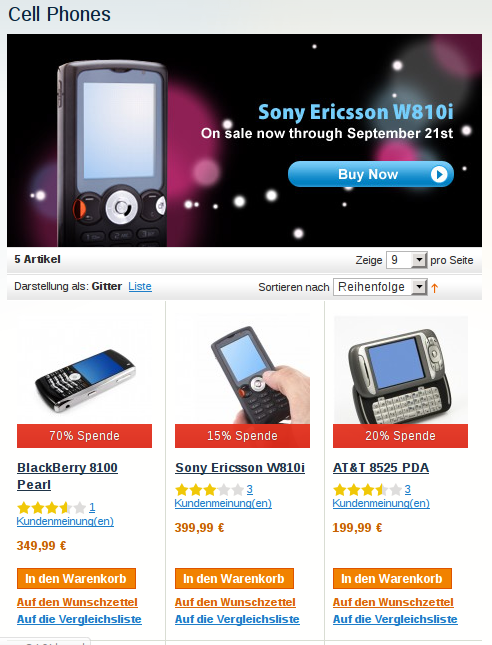 Cell Phones
Sony Ericsson W810i
On sale now through September 21st
Buy Now
5 Artikel
Zeige 9 pro Seite
Darstellung als: Gitter Liste
Sortieren nach Reihenfolge
70% Spende
15% Spende
20% Spende
BlackBerry 8100
Pearl
1
Kundenmeinung(en)
349,99 €
In den Warenkorb
Auf den Wunschzettel
Auf die Vergleichsliste
Sony Ericsson W810i
3
Kundenmeinung(en)
399,99 €
In den Warenkorb
Auf den Wunschzettel
Auf die Vergleichsliste
AT&T 8525 PDA
3
Kundenmeinung(en)
199,99 €
In den Warenkorb
Auf den Wunschzettel
Auf die Vergleichsliste